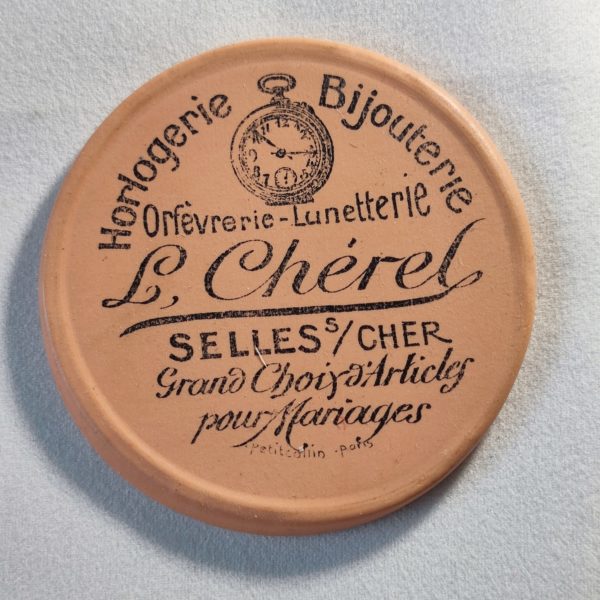 Horlogerie Bijouterie
Orfèvrerie-Lunetterie
L. Chérel
SELLES s/CHER
Grand Choix d'Articles
pour Mariages
Petitcollin - Paris